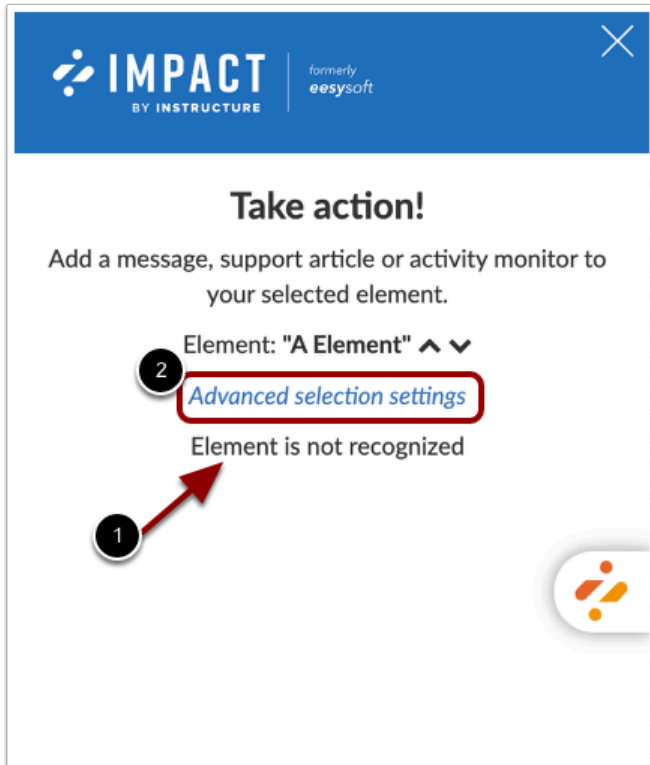 IMPACT
BY INSTRUCTURE
formerly
eesysoft
Take action!
Add a message, support article or activity monitor to
your selected element.
Element: "A Element"
2
Advanced selection settings
Element is not recognized
1